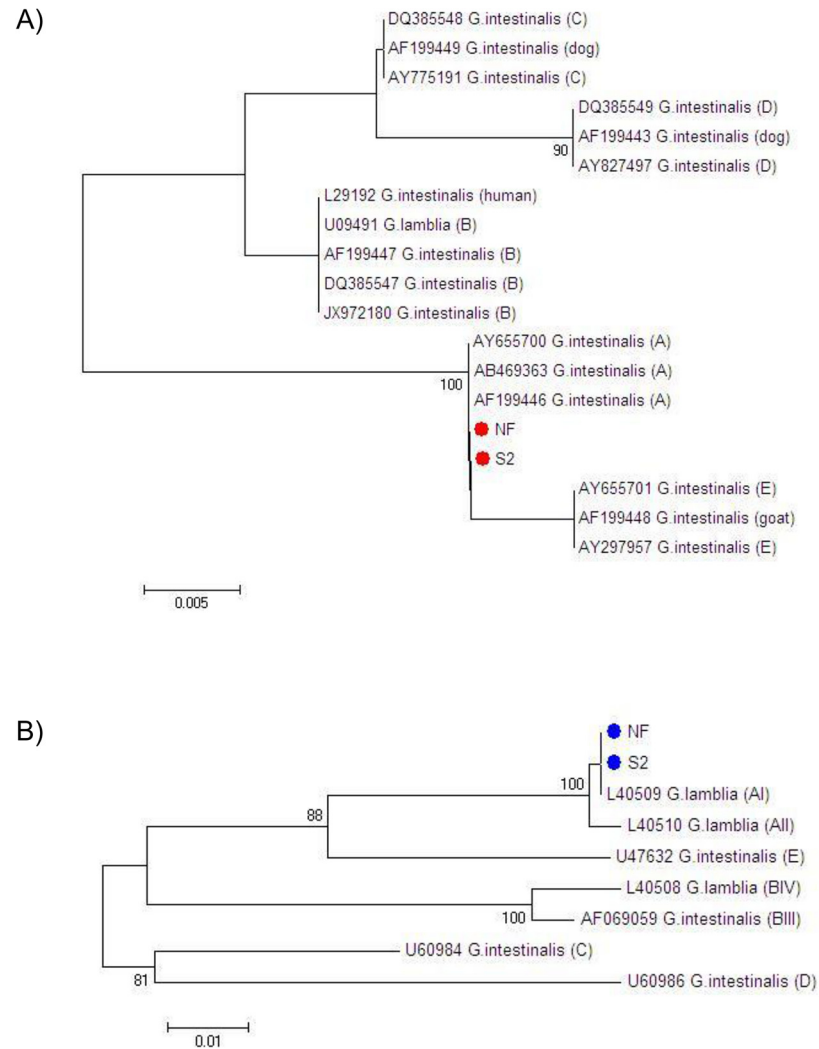 A)
DQ385548 G.intestinalis (C)
AF199449 G.intestinalis (dog)
AY775191 G.intestinalis (C)
DQ385549 G.intestinalis (D)
AF199443 G.intestinalis (dog)
90
AY827497 G.intestinalis (D)
L29192 G.intestinalis (human)
U09491 G.lamblia (B)
AF199447 G.intestinalis (B)
DQ385547 G.intestinalis (B)
JX972180 G.intestinalis (B)
AY655700 G.intestinalis (A)
AB469363 G.intestinalis (A)
100
AF199446 G.intestinalis (A)
NF
S2
AY655701 G.intestinalis (E)
AF199448 G.intestinalis (goat)
AY297957 G.intestinalis (E)
0.005
B)
NF
S2
100
L40509 G.lamblia (AI)
88
L40510 G.lamblia (AII)
U47632 G.intestinalis (E)
L40508 G.lamblia (BIV)
100
AF069059 G.intestinalis (BIII)
U60984 G.intestinalis (C)
81
U60986 G.intestinalis (D)
0.01